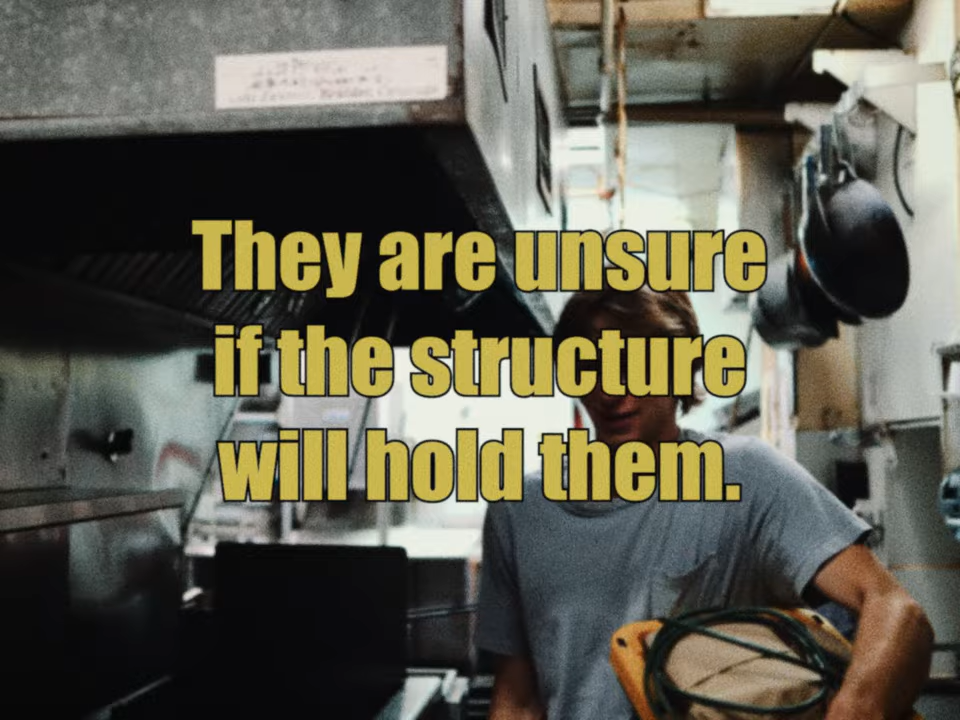 They are unsure
if the structure
will hold them.